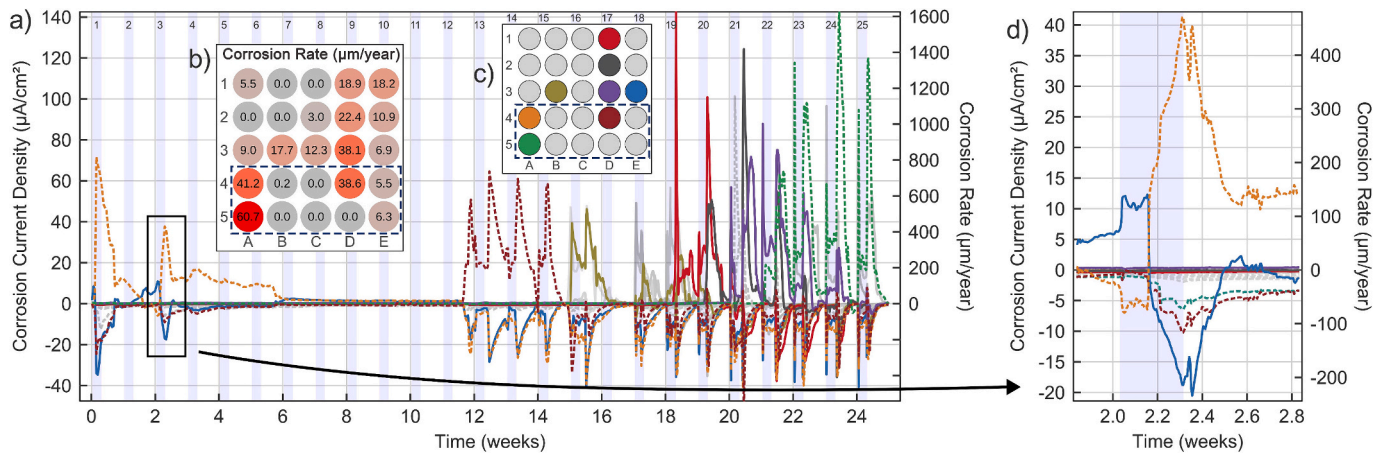 a)
140
120
100
80
60
40
20
0
-20
-40
Corrosion Current Density (µA/cm²)
1 2 3 4 5 6 7 8 9 10 11 12 13 14 15 16 17 18 19 20 21 22 23 24 25
0 2 4 6 8 10 12 14 16 18 20 22 24
Time (weeks)
1600
1400
1200
1000
800
600
400
200
0
Corrosion Rate (µm/year)
b)
Corrosion Rate (µm/year)
1 5.5 0.0 0.0 18.9 18.2
2 0.0 0.0 3.0 22.4 10.9
3 9.0 17.7 12.3 38.1 6.9
4 41.2 0.2 0.0 38.6 5.5
5 60.7 0.0 0.0 0.0 6.3
A B C D E
c)
1
2
3
4
5
A B C D E
d)
40
35
30
25
20
15
10
5
0
-5
-10
-15
-20
Corrosion Current Density (µA/cm²)
2.0 2.2 2.4 2.6 2.8
Time (weeks)
400
300
200
100
0
-100
-200
Corrosion Rate (µm/year)